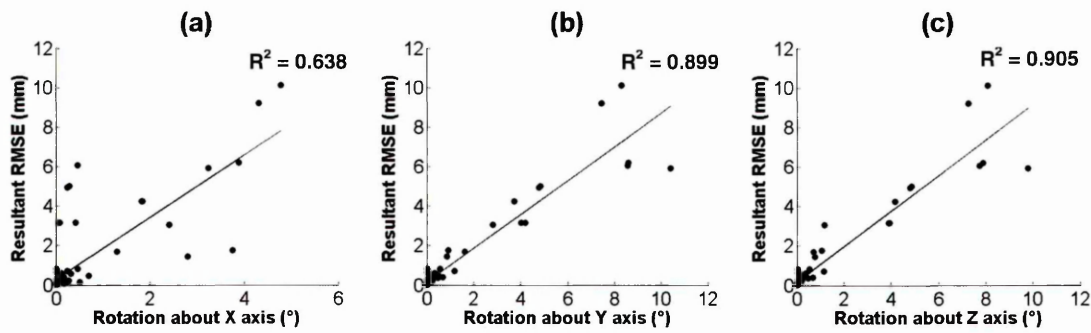 (a)
R² = 0.638
Resultant RMSE (mm)
12
10
8
6
4
2
0
0 2 4 6
Rotation about X axis (°)
(b)
R² = 0.899
Resultant RMSE (mm)
12
10
8
6
4
2
0
0 2 4 6 8 10 12
Rotation about Y axis (°)
(c)
R² = 0.905
Resultant RMSE (mm)
12
10
8
6
4
2
0
0 2 4 6 8 10 12
Rotation about Z axis (°)